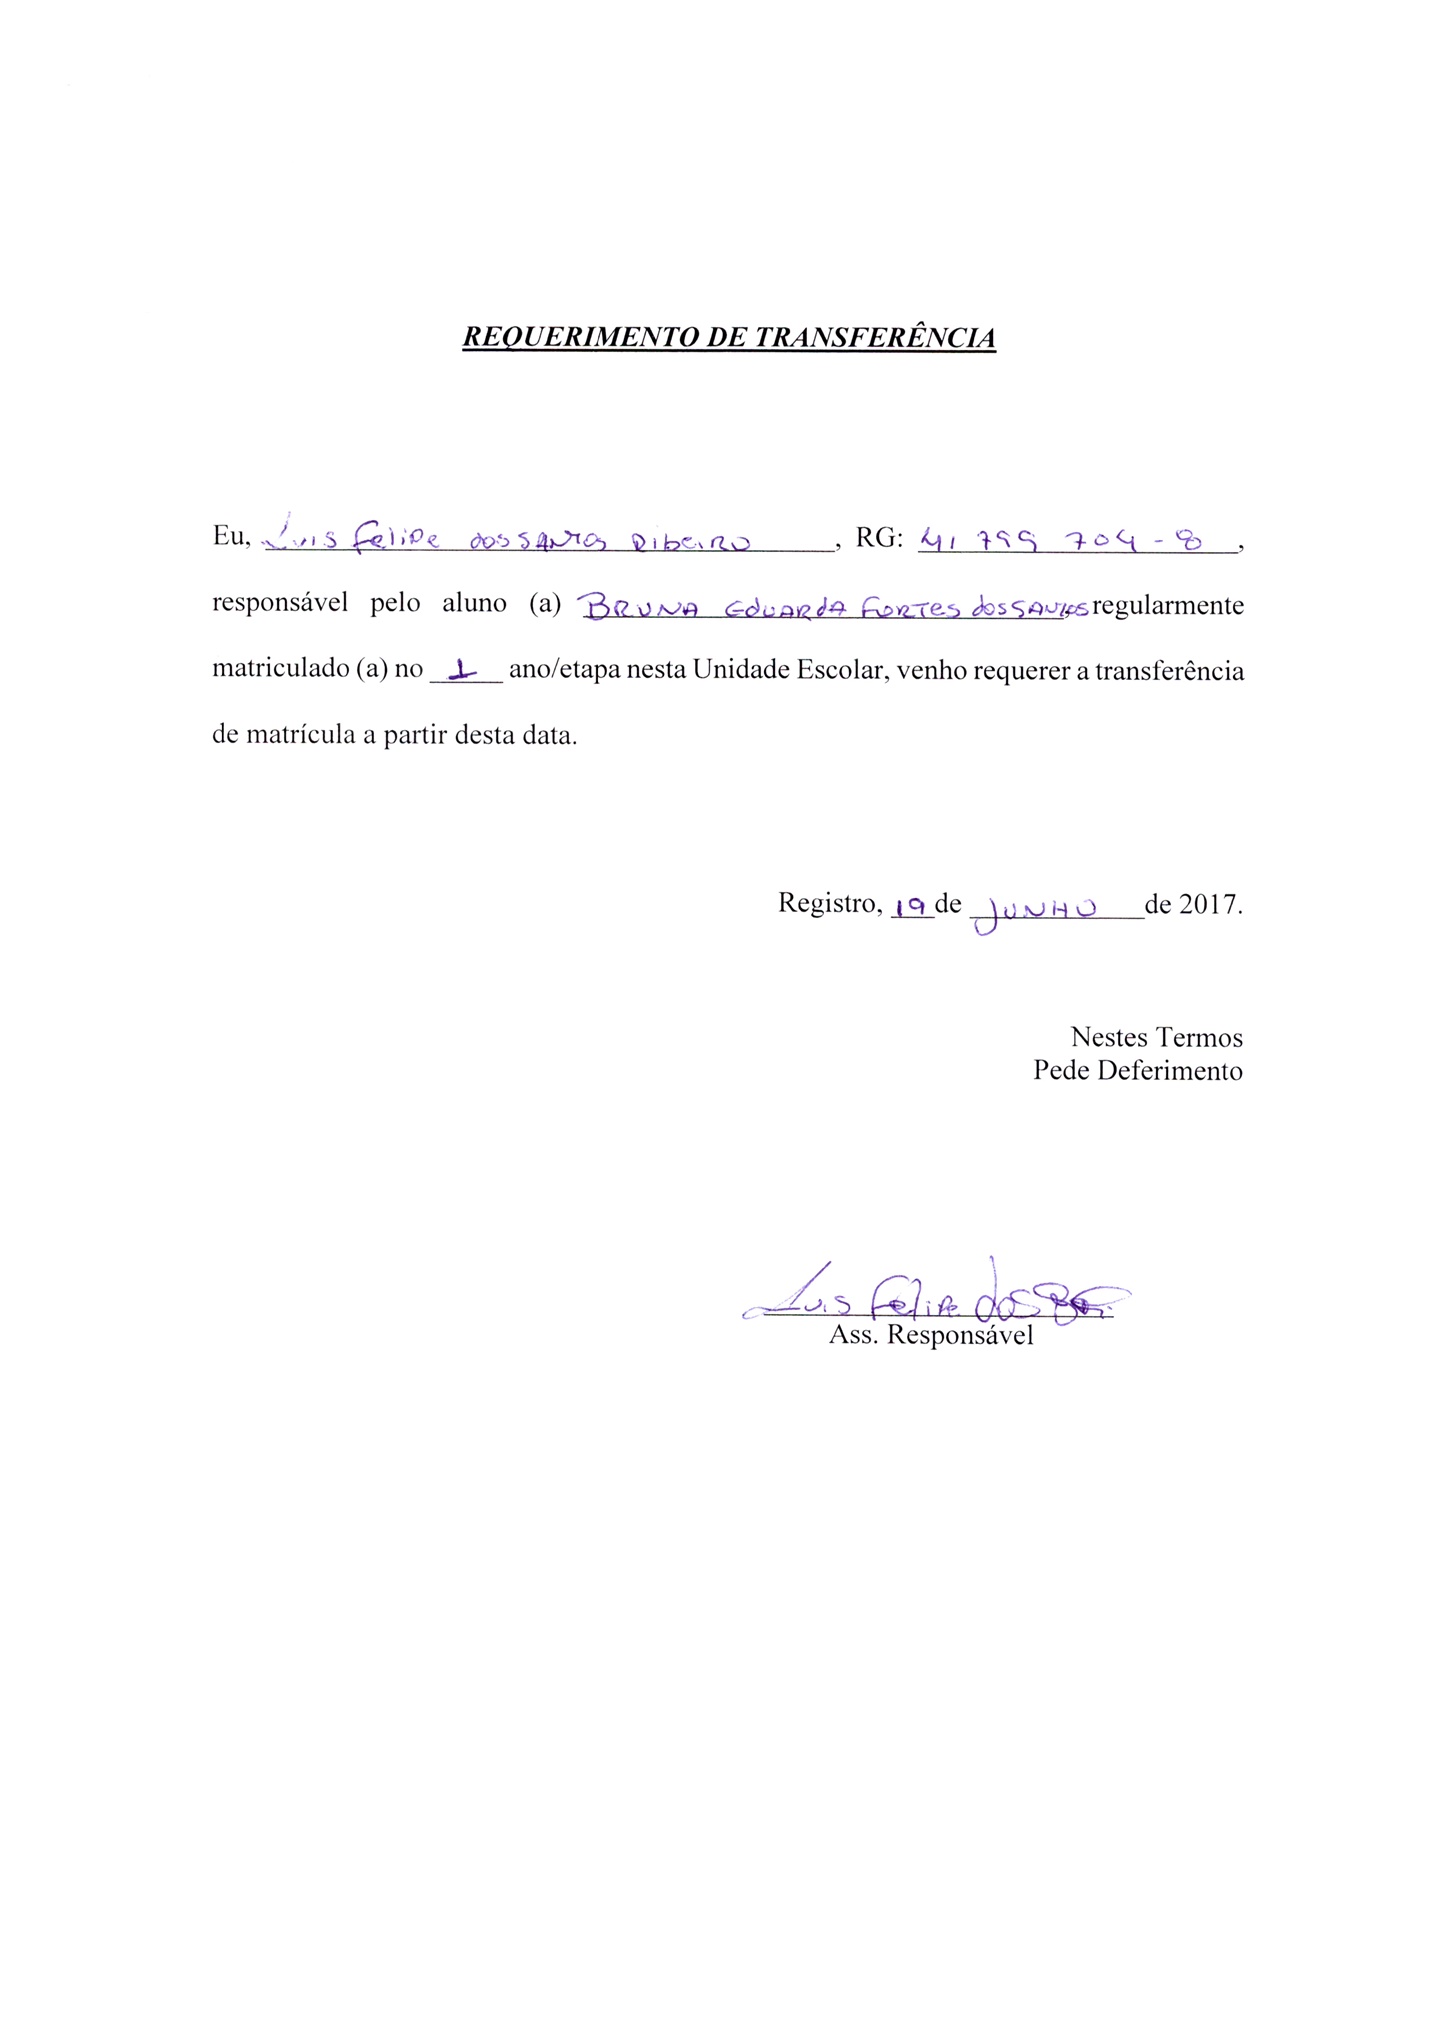 REQUERIMENTO DE TRANSFERÊNCIA
Eu, Luis Felipe dos Santos Ribeiro, RG: 41 799 704-8,
responsável pelo aluno (a) BRUNA EDUARDA FORTES dos SANTOS, regularmente
matriculado (a) no 1 ano/etapa nesta Unidade Escolar, venho requerer a transferência
de matrícula a partir desta data.
Registro, 19 de JUNHO de 2017.
Nestes Termos
Pede Deferimento
Luis Felipe dos
Ass. Responsável